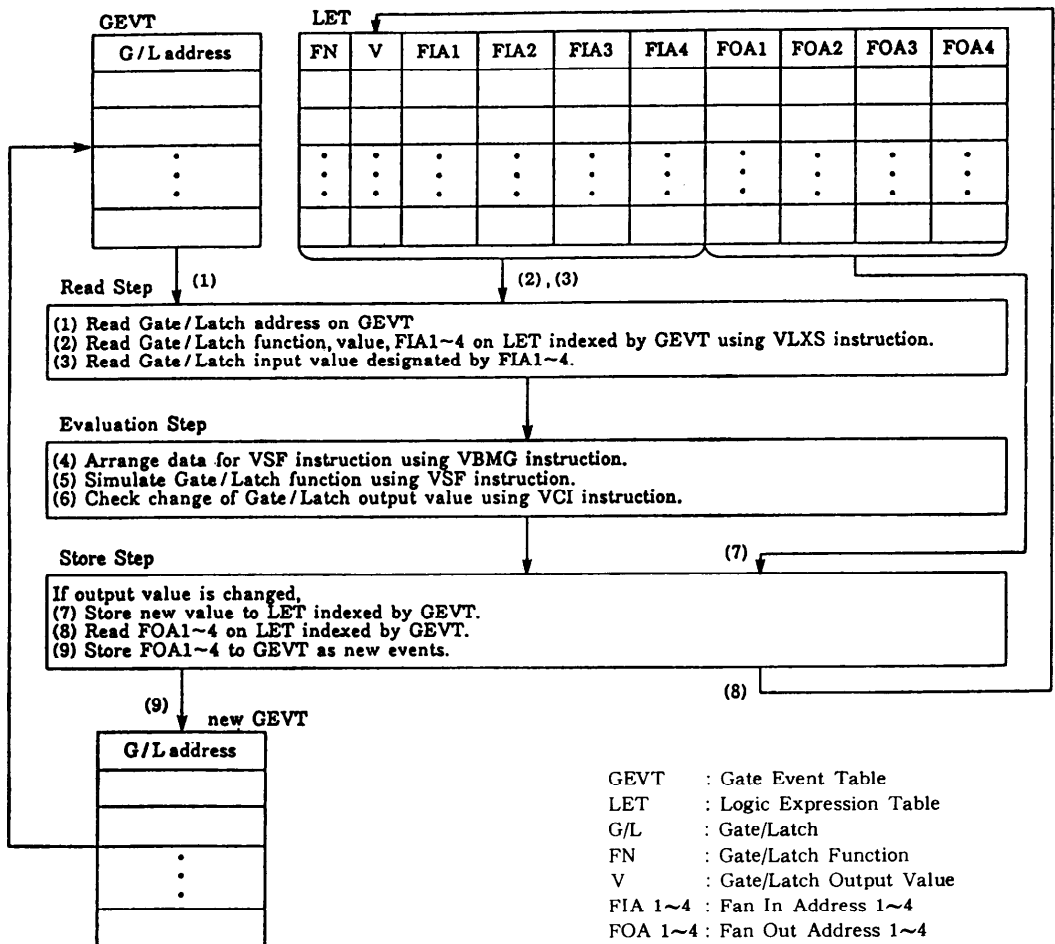 GEVT
LET
G/L address
FN V FIA1 FIA2 FIA3 FIA4 FOA1 FOA2 FOA3 FOA4
(1)
(2), (3)
Read Step
(1) Read Gate/Latch address on GEVT
(2) Read Gate/Latch function, value, FIA1~4 on LET indexed by GEVT using VLXS instruction.
(3) Read Gate/Latch input value designated by FIA1~4.
Evaluation Step
(4) Arrange data for VSF instruction using VBMG instruction.
(5) Simulate Gate/Latch function using VSF instruction.
(6) Check change of Gate/Latch output value using VCI instruction.
Store Step
(7)
If output value is changed,
(7) Store new value to LET indexed by GEVT.
(8) Read FOA1~4 on LET indexed by GEVT.
(9) Store FOA1~4 to GEVT as new events.
(8)
(9)
new GEVT
G/L address
GEVT : Gate Event Table
LET : Logic Expression Table
G/L : Gate/Latch
FN : Gate/Latch Function
V : Gate/Latch Output Value
FIA 1~4 : Fan In Address 1~4
FOA 1~4 : Fan Out Address 1~4